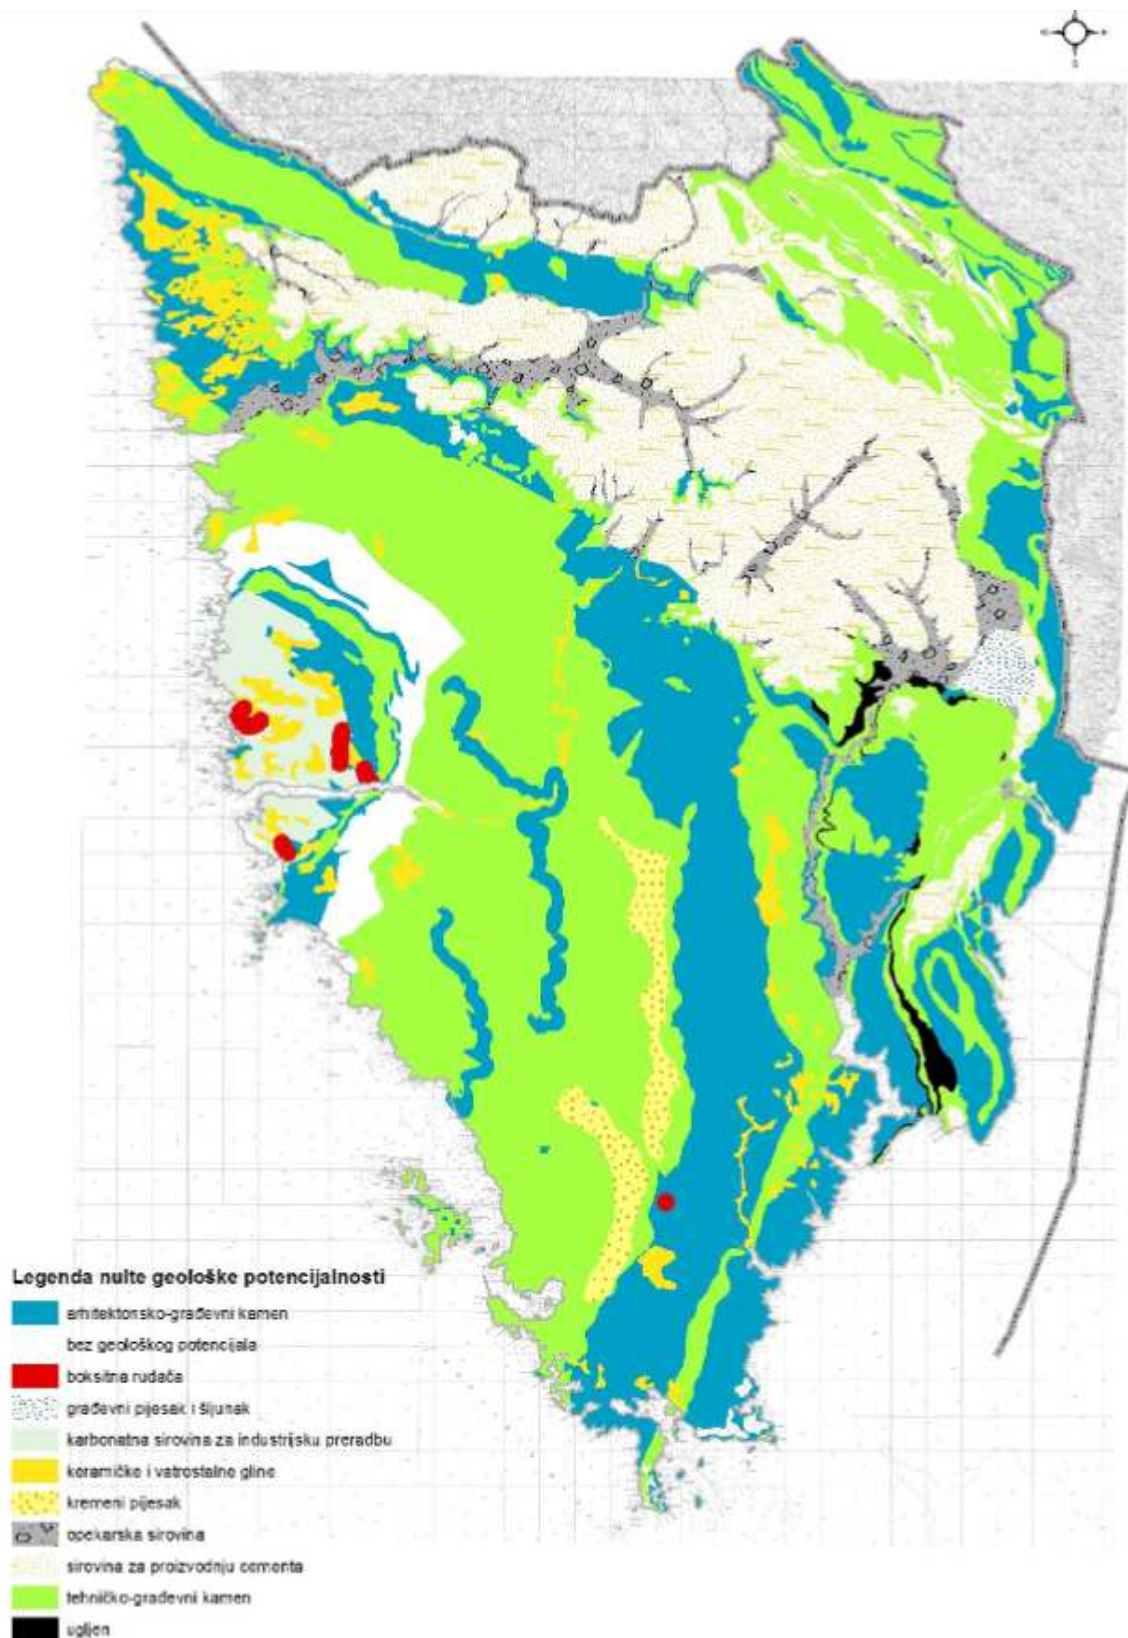 S
Legenda nulte geološke potencijalnosti
arhitektonsko-građevni kamen
bez geološkog potencijala
boksitna rudača
građevni pijesak i šljunak
karbonatna sirovina za industrijsku preradbu
keramičke i vatrostalne gline
kremeni pijesak
opekarska sirovina
sirovina za proizvodnju cementa
tehničko-građevni kamen
ugljen